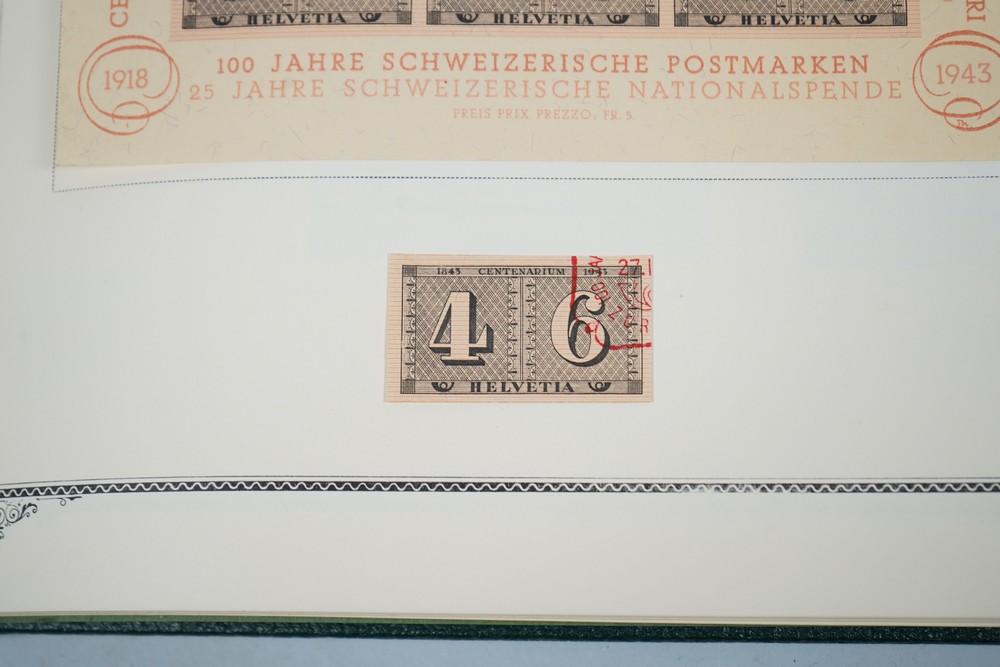 HELVETIA HELVETIA HELVETIA
1918
1943
100 JAHRE SCHWEIZERISCHE POSTMARKEN
25 JAHRE SCHWEIZERISCHE NATIONALSPENDE
PREIS PRIX PREZZO: FR. 5.
1843 CENTENARIUM 1943
4 6
HELVETIA
27.I